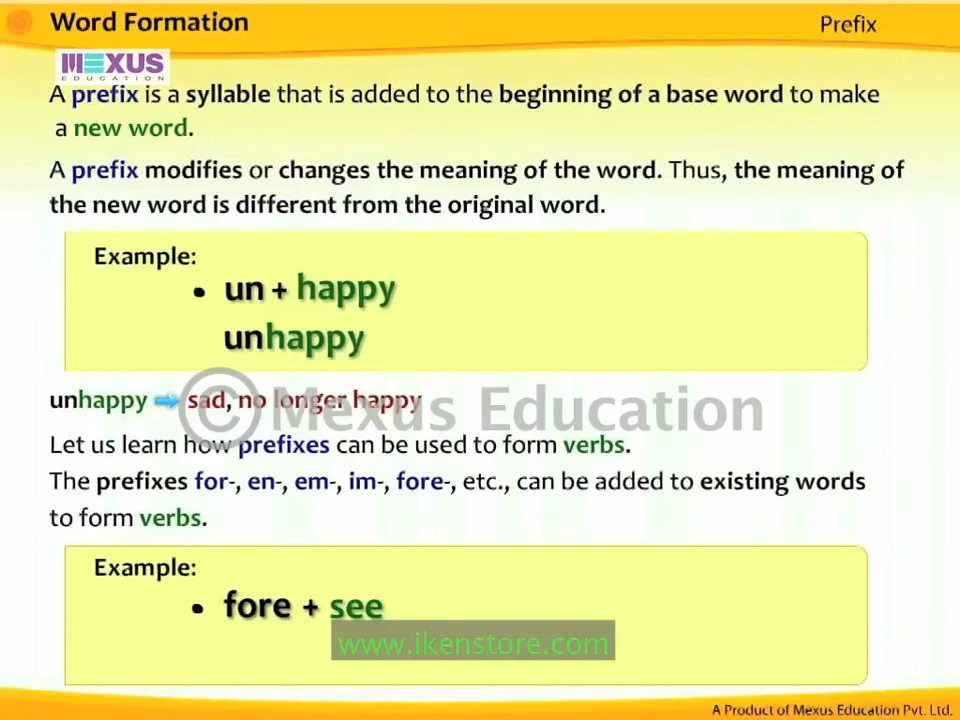 Word Formation
Prefix
MEXUS
EDUCATION
A prefix is a syllable that is added to the beginning of a base word to make
a new word.
A prefix modifies or changes the meaning of the word. Thus, the meaning of
the new word is different from the original word.
Example:
• un + happy
unhappy
unhappy ➡ sad, no longer happy
© Mexus Education
Let us learn how prefixes can be used to form verbs.
The prefixes for-, en-, em-, im-, fore-, etc., can be added to existing words
to form verbs.
Example:
• fore + see
www.ikenstore.com
A Product of Mexus Education Pvt. Ltd.